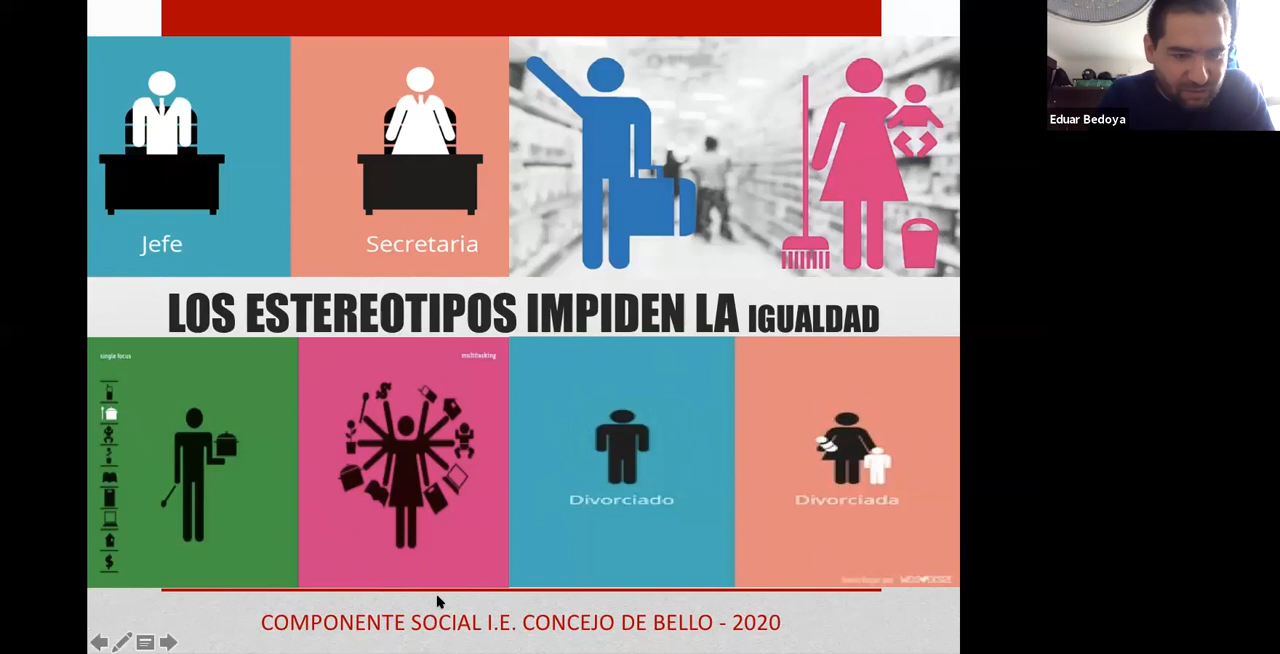 Eduar Bedoya
Jefe
Secretaria
LOS ESTEREOTIPOS IMPIDEN LA IGUALDAD
single focus
multitasking
Divorciado
Divorciada
COMPONENTE SOCIAL I.E. CONCEJO DE BELLO - 2020